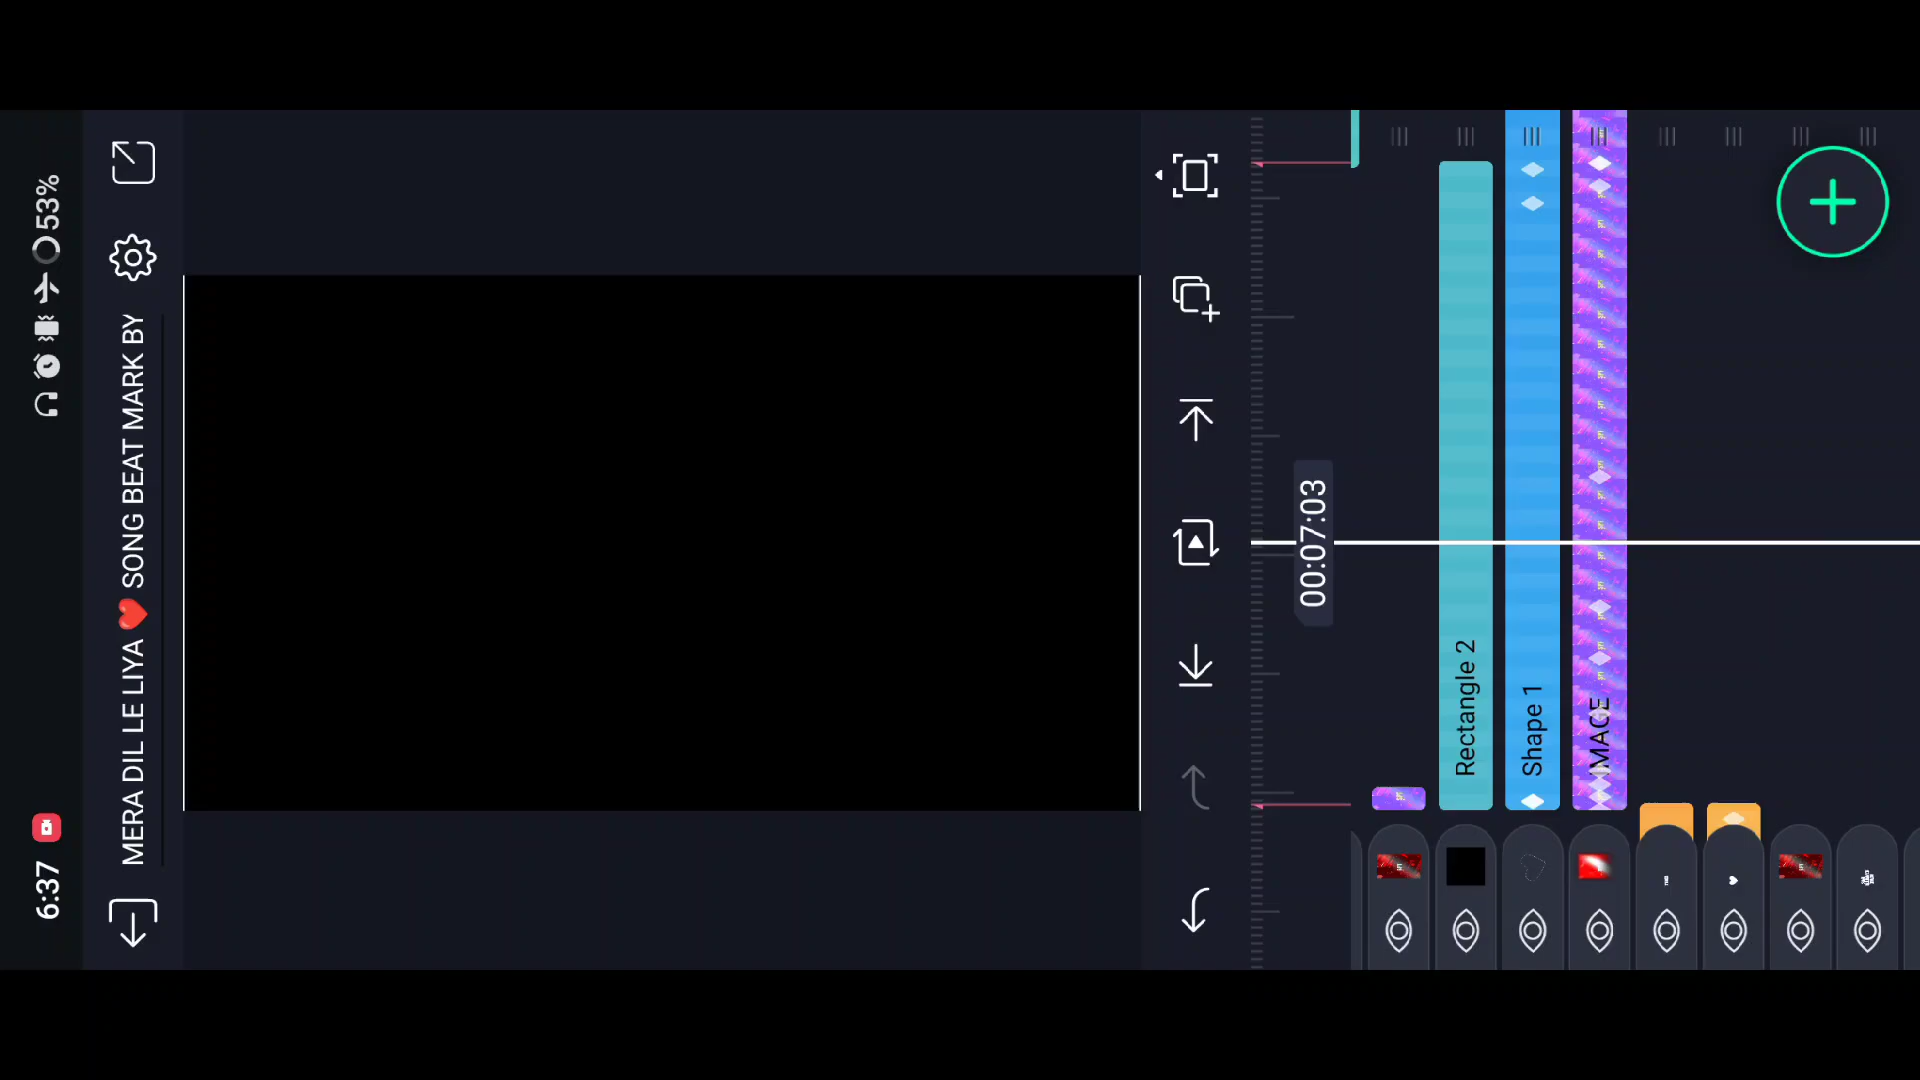 6:37
53%
MERA DIL LE LIYA ❤️ SONG BEAT MARK BY
00:07:03
Rectangle 2
Shape 1
IMAGE